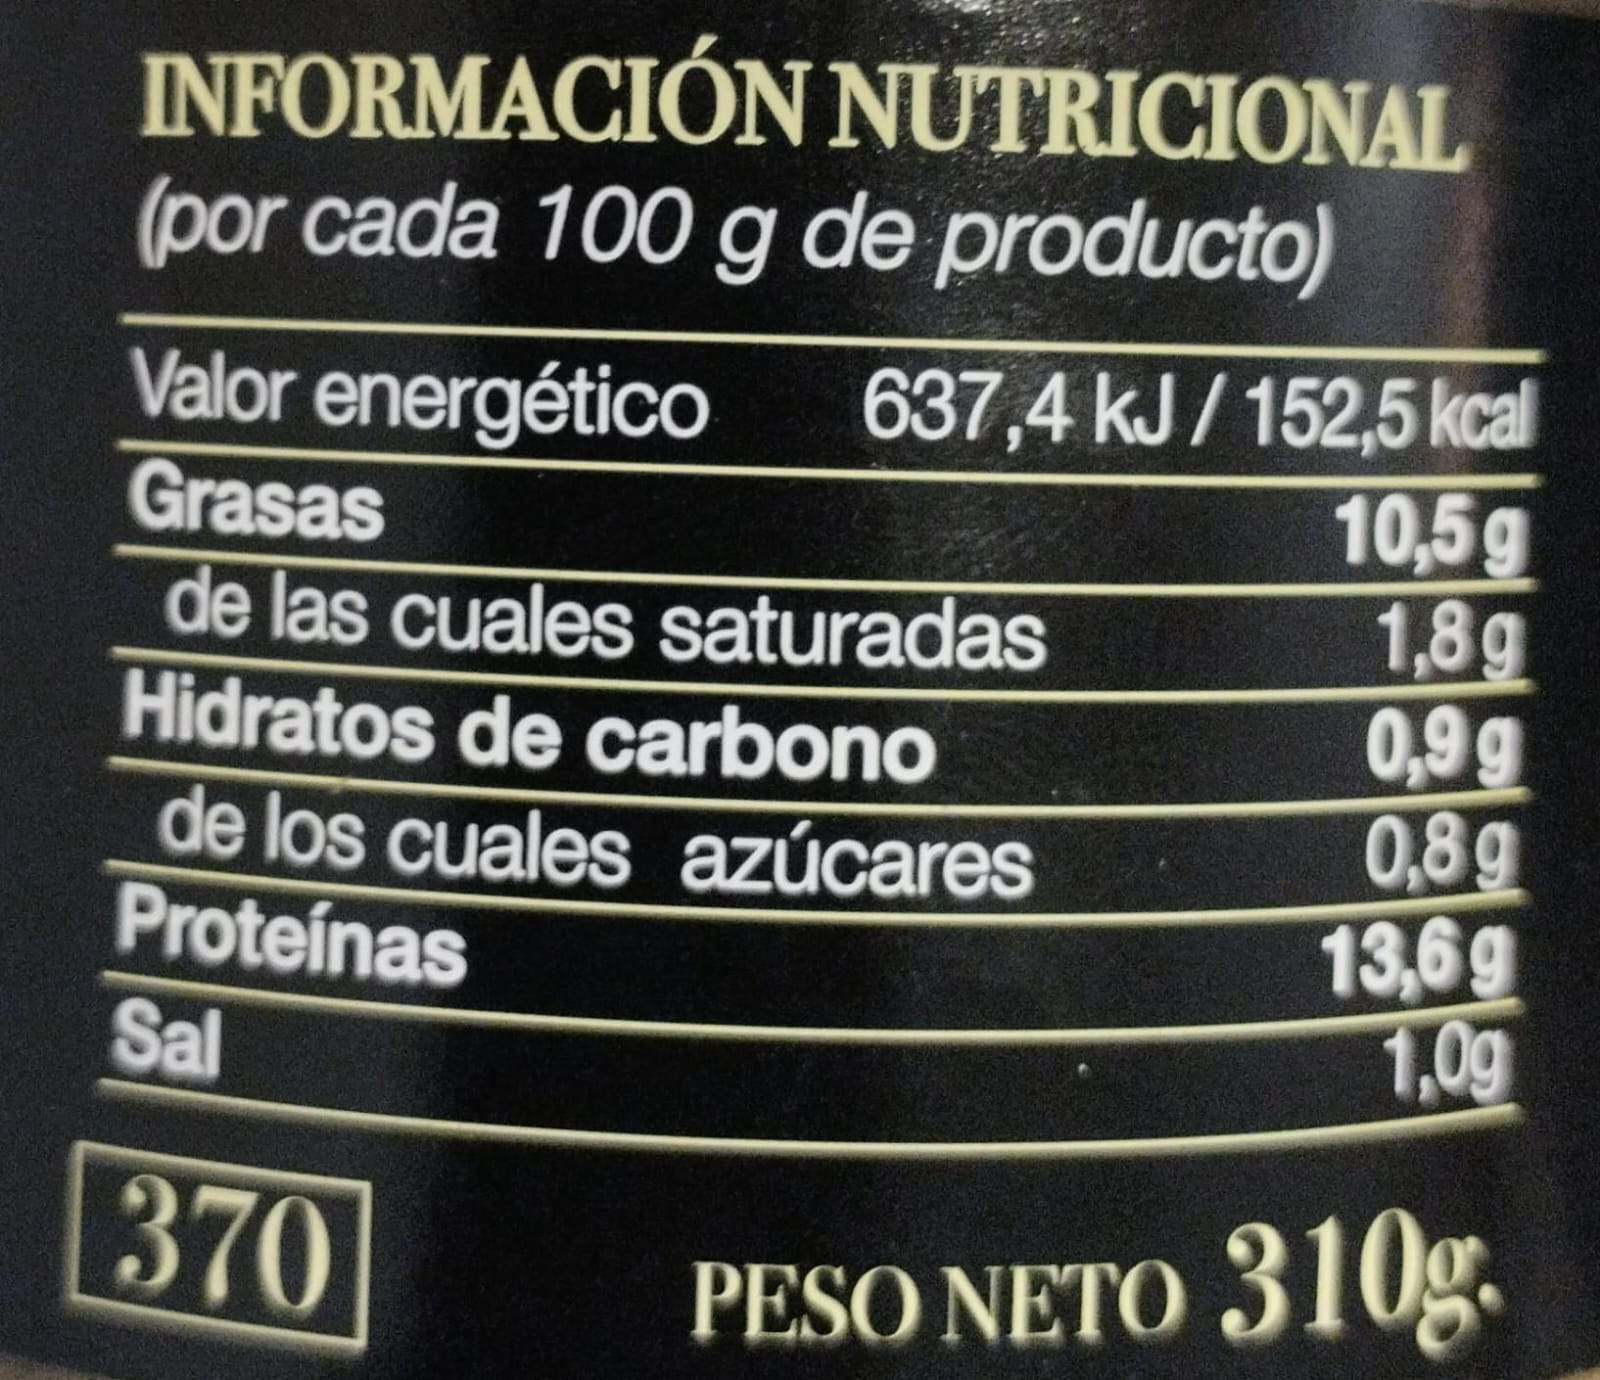 INFORMACIÓN NUTRICIONAL
(por cada 100 g de producto)
Valor energético 637,4 kJ / 152,5 kcal
Grasas 10,5 g
de las cuales saturadas 1,8 g
Hidratos de carbono 0,9 g
de los cuales azúcares 0,8 g
Proteínas 13,6 g
Sal 1,0g
370 PESO NETO 310g.